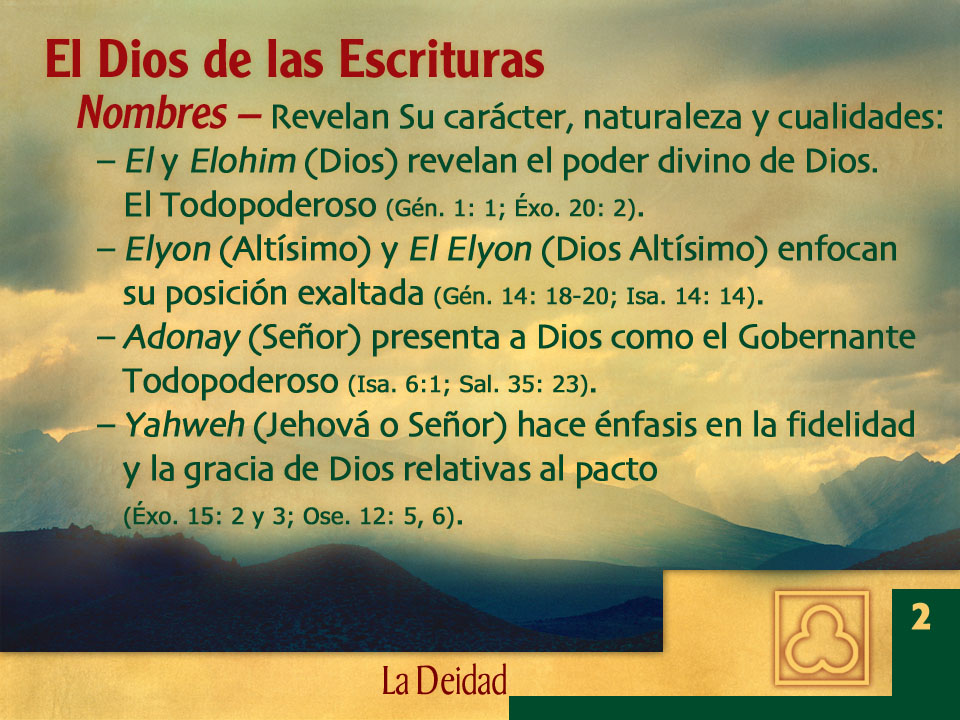 El Dios de las Escrituras
Nombres – Revelan Su carácter, naturaleza y cualidades:
– El y Elohim (Dios) revelan el poder divino de Dios.
El Todopoderoso (Gén. 1: 1; Éxo. 20: 2).
– Elyon (Altísimo) y El Elyon (Dios Altísimo) enfocan
su posición exaltada (Gén. 14: 18-20; Isa. 14: 14).
– Adonay (Señor) presenta a Dios como el Gobernante
Todopoderoso (Isa. 6:1; Sal. 35: 23).
– Yahweh (Jehová o Señor) hace énfasis en la fidelidad
y la gracia de Dios relativas al pacto
(Éxo. 15: 2 y 3; Ose. 12: 5, 6).
2
La Deidad